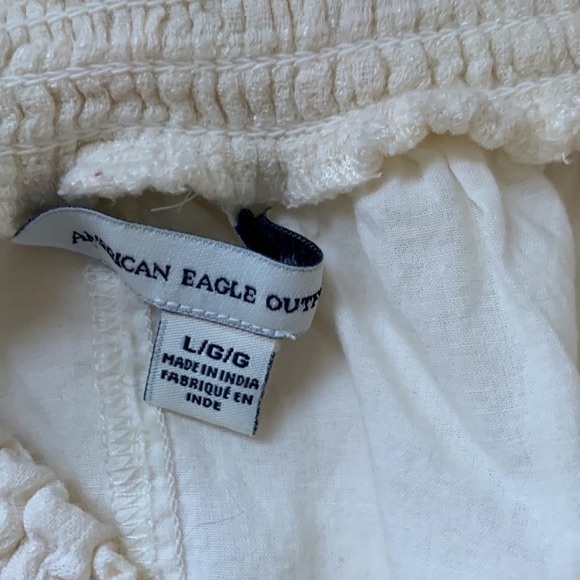 AMERICAN EAGLE OUTF
L/G/G
MADE IN INDIA
FABRIQUÉ EN
INDE